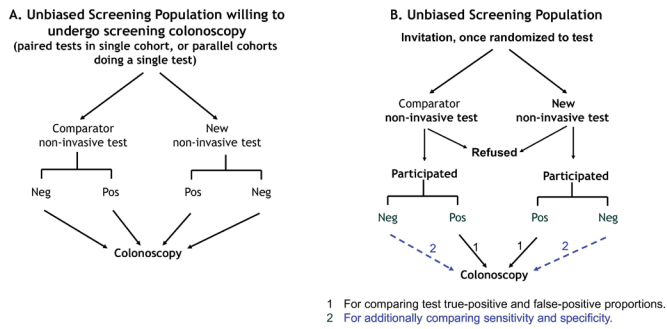 A. Unbiased Screening Population willing to
undergo screening colonoscopy
(paired tests in single cohort, or parallel cohorts
doing a single test)
Comparator
non-invasive test
New
non-invasive test
Neg
Pos
Pos
Neg
Colonoscopy
B. Unbiased Screening Population
Invitation, once randomized to test
Comparator
non-invasive test
New
non-invasive test
Refused
Participated
Participated
Neg
Pos
Pos
Neg
2
1
1
2
Colonoscopy
1 For comparing test true-positive and false-positive proportions.
2 For additionally comparing sensitivity and specificity.